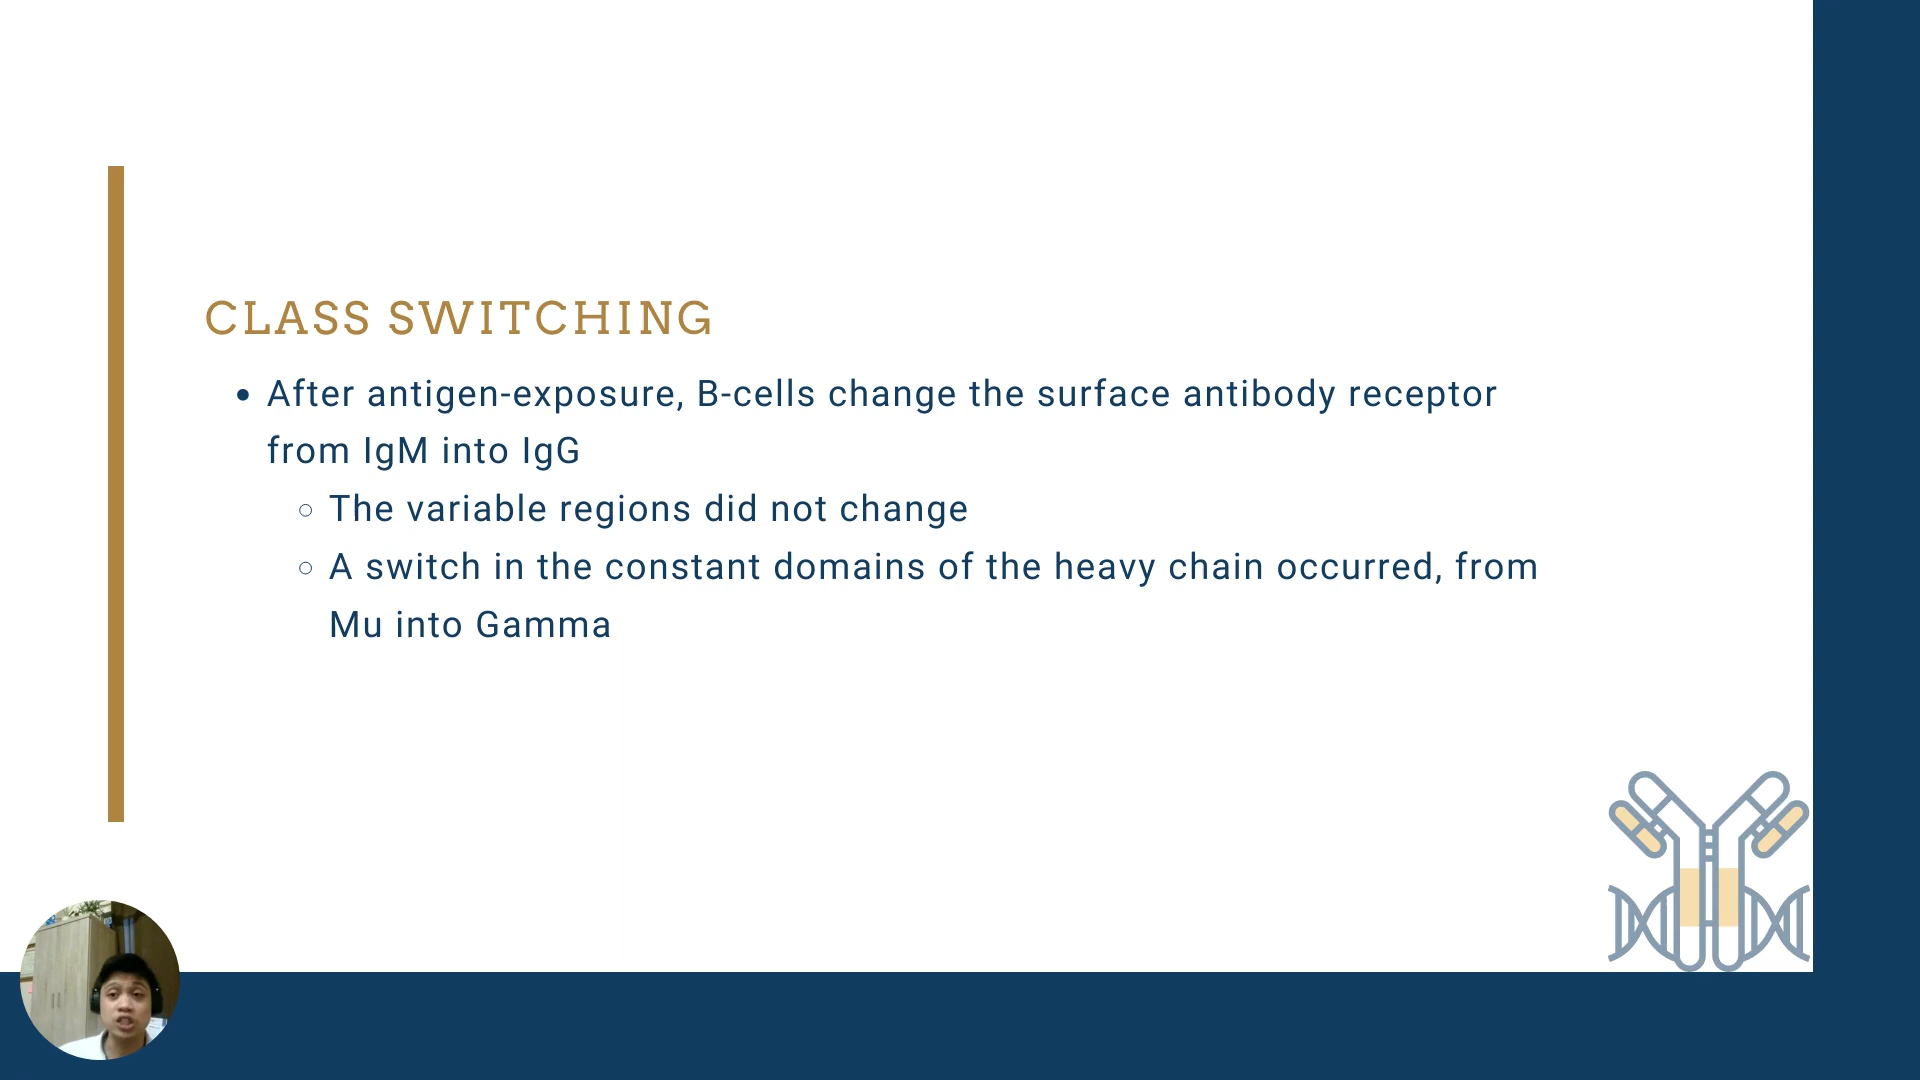 CLASS SWITCHING
• After antigen-exposure, B-cells change the surface antibody receptor
from IgM into IgG
○ The variable regions did not change
○ A switch in the constant domains of the heavy chain occurred, from
Mu into Gamma